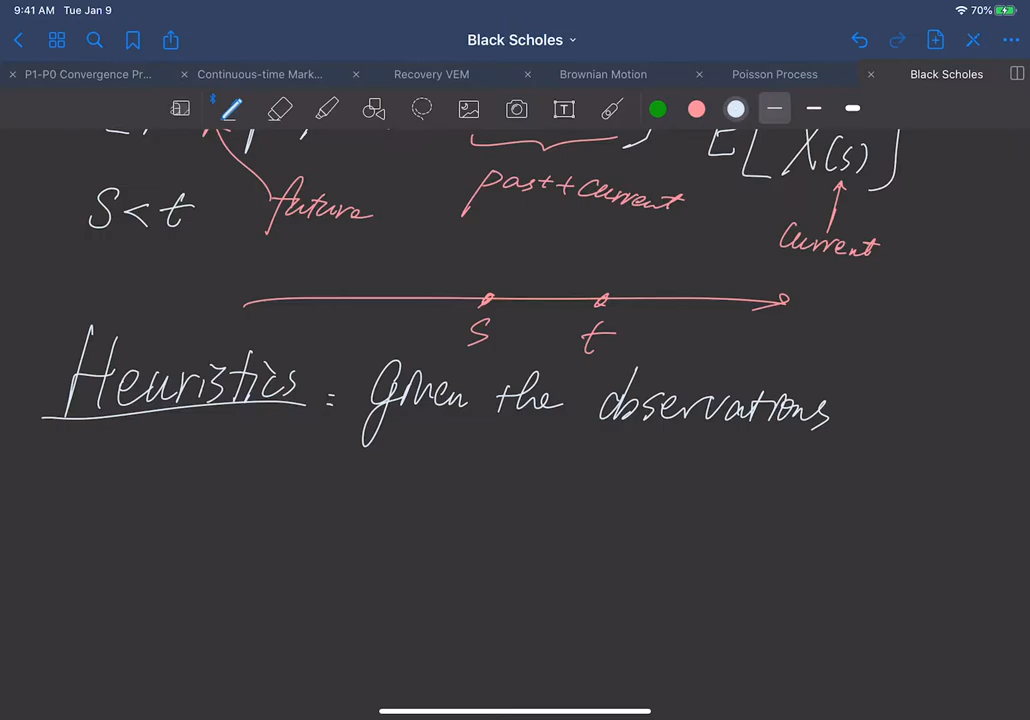 9:41 AM Tue Jan 9
70%
Black Scholes
P1-P0 Convergence Pr...
Continuous-time Mark...
Recovery VEM
Brownian Motion
Poisson Process
Black Scholes
T
E[X(s)]
past+current
S<t
future
current
s
t
Heuristics: Given the observations